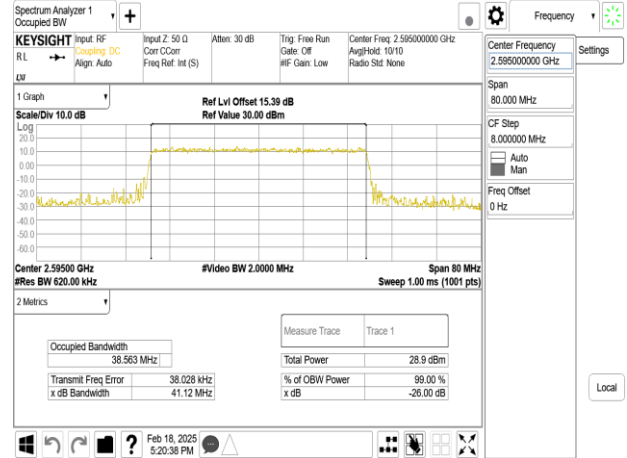 Spectrum Analyzer 1
Occupied BW
Frequency
KEYSIGHT
Input: RF
Coupling: DC
Align: Auto
Input Z: 50 Ω
Corr CCorr
Freq Ref: Int (S)
Atten: 30 dB
Trig: Free Run
Gate: Off
#IF Gain: Low
Center Freq: 2.595000000 GHz
Avg|Hold: 10/10
Radio Std: None
RL
LXI
Center Frequency
2.595000000 GHz
Settings
Span
80.000 MHz
CF Step
8.000000 MHz
Auto
Man
Freq Offset
0 Hz
Local
1 Graph
Ref Lvl Offset 15.39 dB
Scale/Div 10.0 dB
Ref Value 30.00 dBm
Log
20.0
10.0
0.00
-10.0
-20.0
-30.0
-40.0
-50.0
-60.0
Center 2.59500 GHz
#Video BW 2.0000 MHz
Span 80 MHz
#Res BW 620.00 kHz
Sweep 1.00 ms (1001 pts)
2 Metrics
Measure Trace
Trace 1
Occupied Bandwidth
38.563 MHz
Total Power
28.9 dBm
Transmit Freq Error
38.028 kHz
% of OBW Power
99.00 %
x dB Bandwidth
41.12 MHz
x dB
-26.00 dB
?
Feb 18, 2025
5:20:38 PM